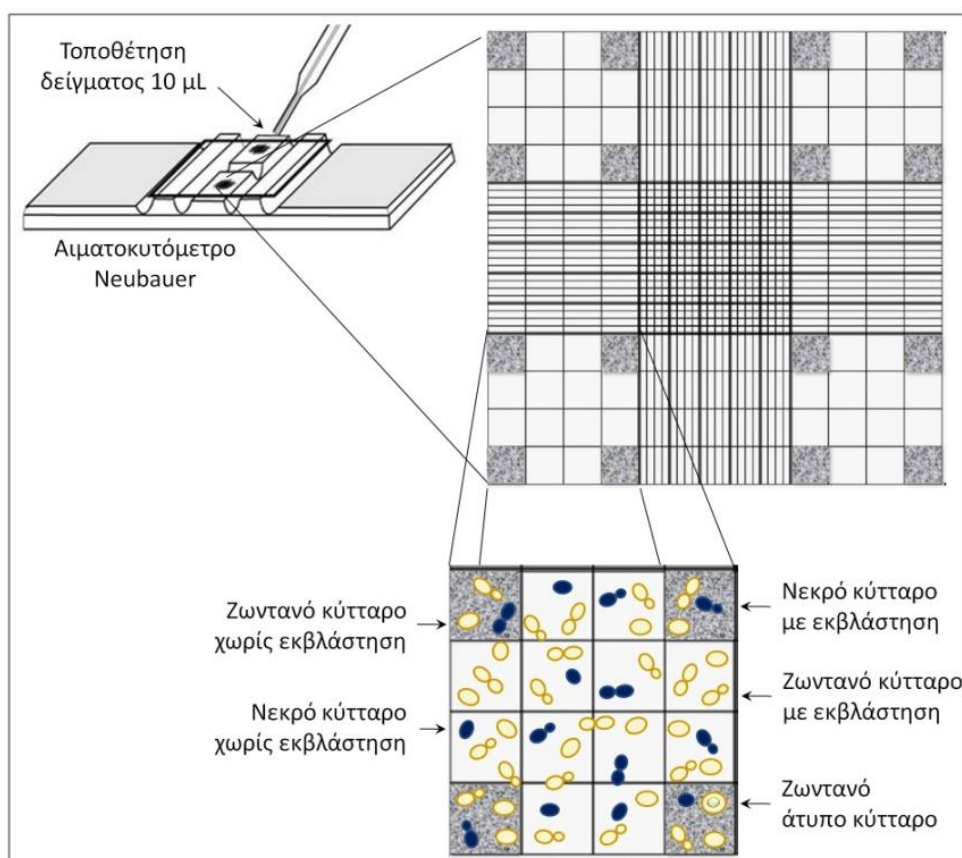 Τοποθέτηση
δείγματος 10 μL
Αιματοκυτόμετρο
Neubauer
Ζωντανό κύτταρο
χωρίς εκβλάστηση
Νεκρό κύτταρο
χωρίς εκβλάστηση
Νεκρό κύτταρο
με εκβλάστηση
Ζωντανό κύτταρο
με εκβλάστηση
Ζωντανό
άτυπο κύτταρο